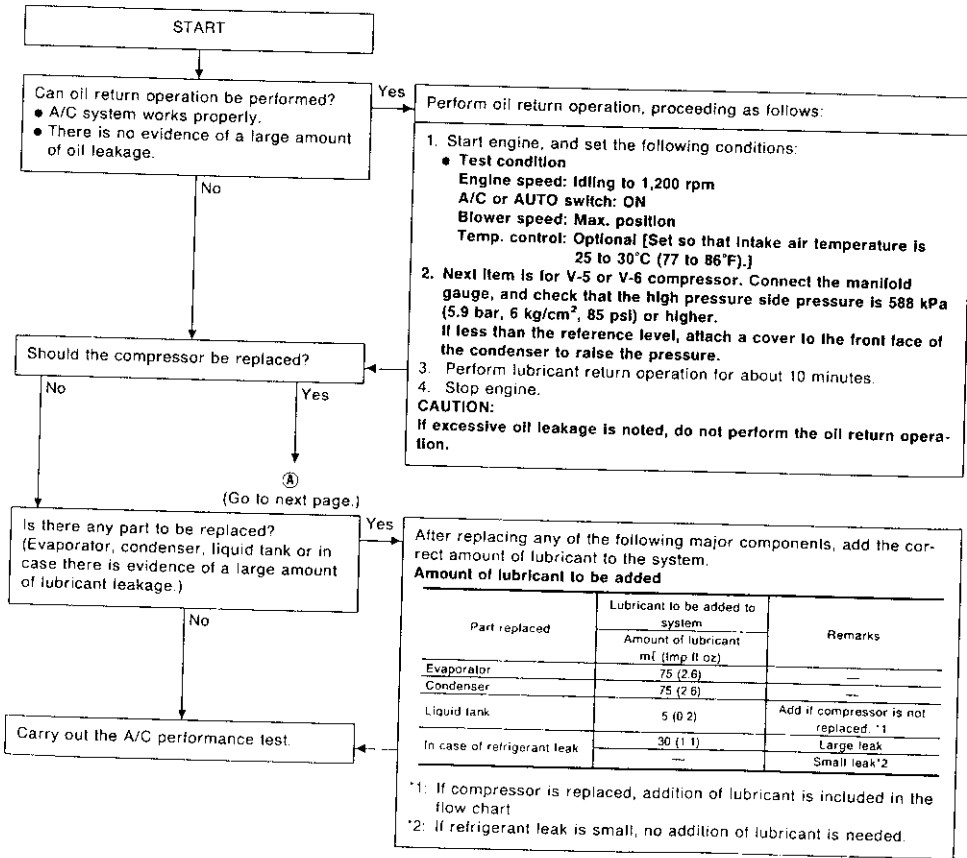 START
Can oil return operation be performed?
● A/C system works properly.
● There is no evidence of a large amount
of oil leakage.
Yes
No
Perform oil return operation, proceeding as follows:
1. Start engine, and set the following conditions:
● Test condition
Engine speed: Idling to 1,200 rpm
A/C or AUTO switch: ON
Blower speed: Max. position
Temp. control: Optional [Set so that intake air temperature is
25 to 30°C (77 to 86°F).]
2. Next item is for V-5 or V-6 compressor. Connect the manifold
gauge, and check that the high pressure side pressure is 588 kPa
(5.9 bar, 6 kg/cm², 85 psi) or higher.
If less than the reference level, attach a cover to the front face of
the condenser to raise the pressure.
3. Perform lubricant return operation for about 10 minutes.
4. Stop engine.
CAUTION:
If excessive oil leakage is noted, do not perform the oil return opera-
tion.
Should the compressor be replaced?
No
Yes
Ⓐ
(Go to next page.)
Is there any part to be replaced?
(Evaporator, condenser, liquid tank or in
case there is evidence of a large amount
of lubricant leakage.)
Yes
No
After replacing any of the following major components, add the cor-
rect amount of lubricant to the system.
Amount of lubricant to be added
Part replaced
Lubricant to be added to
system
Amount of lubricant
mℓ (Imp fl oz)
Remarks
Evaporator 75 (2.6) —
Condenser 75 (2.6) —
Liquid tank 5 (0.2) Add if compressor is not
replaced. *1
In case of refrigerant leak 30 (1.1) Large leak
— Small leak*2
*1: If compressor is replaced, addition of lubricant is included in the
flow chart
*2: If refrigerant leak is small, no addition of lubricant is needed.
Carry out the A/C performance test.